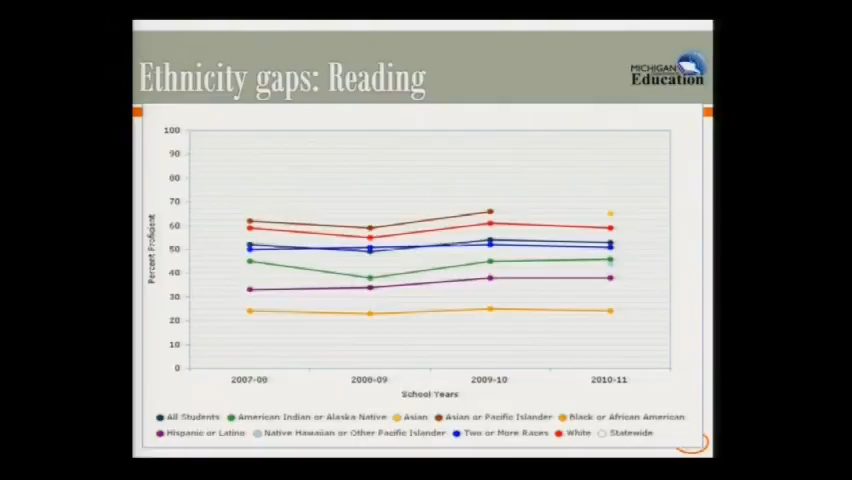 Ethnicity gaps: Reading
MICHIGAN
Education
100
90
80
70
60
50
40
30
20
10
0
Percent Proficient
2007-08
2008-09
2009-10
2010-11
School Years
All Students American Indian or Alaska Native Asian Asian or Pacific Islander Black or African American
Hispanic or Latino Native Hawaiian or Other Pacific Islander Two or More Races White Statewide